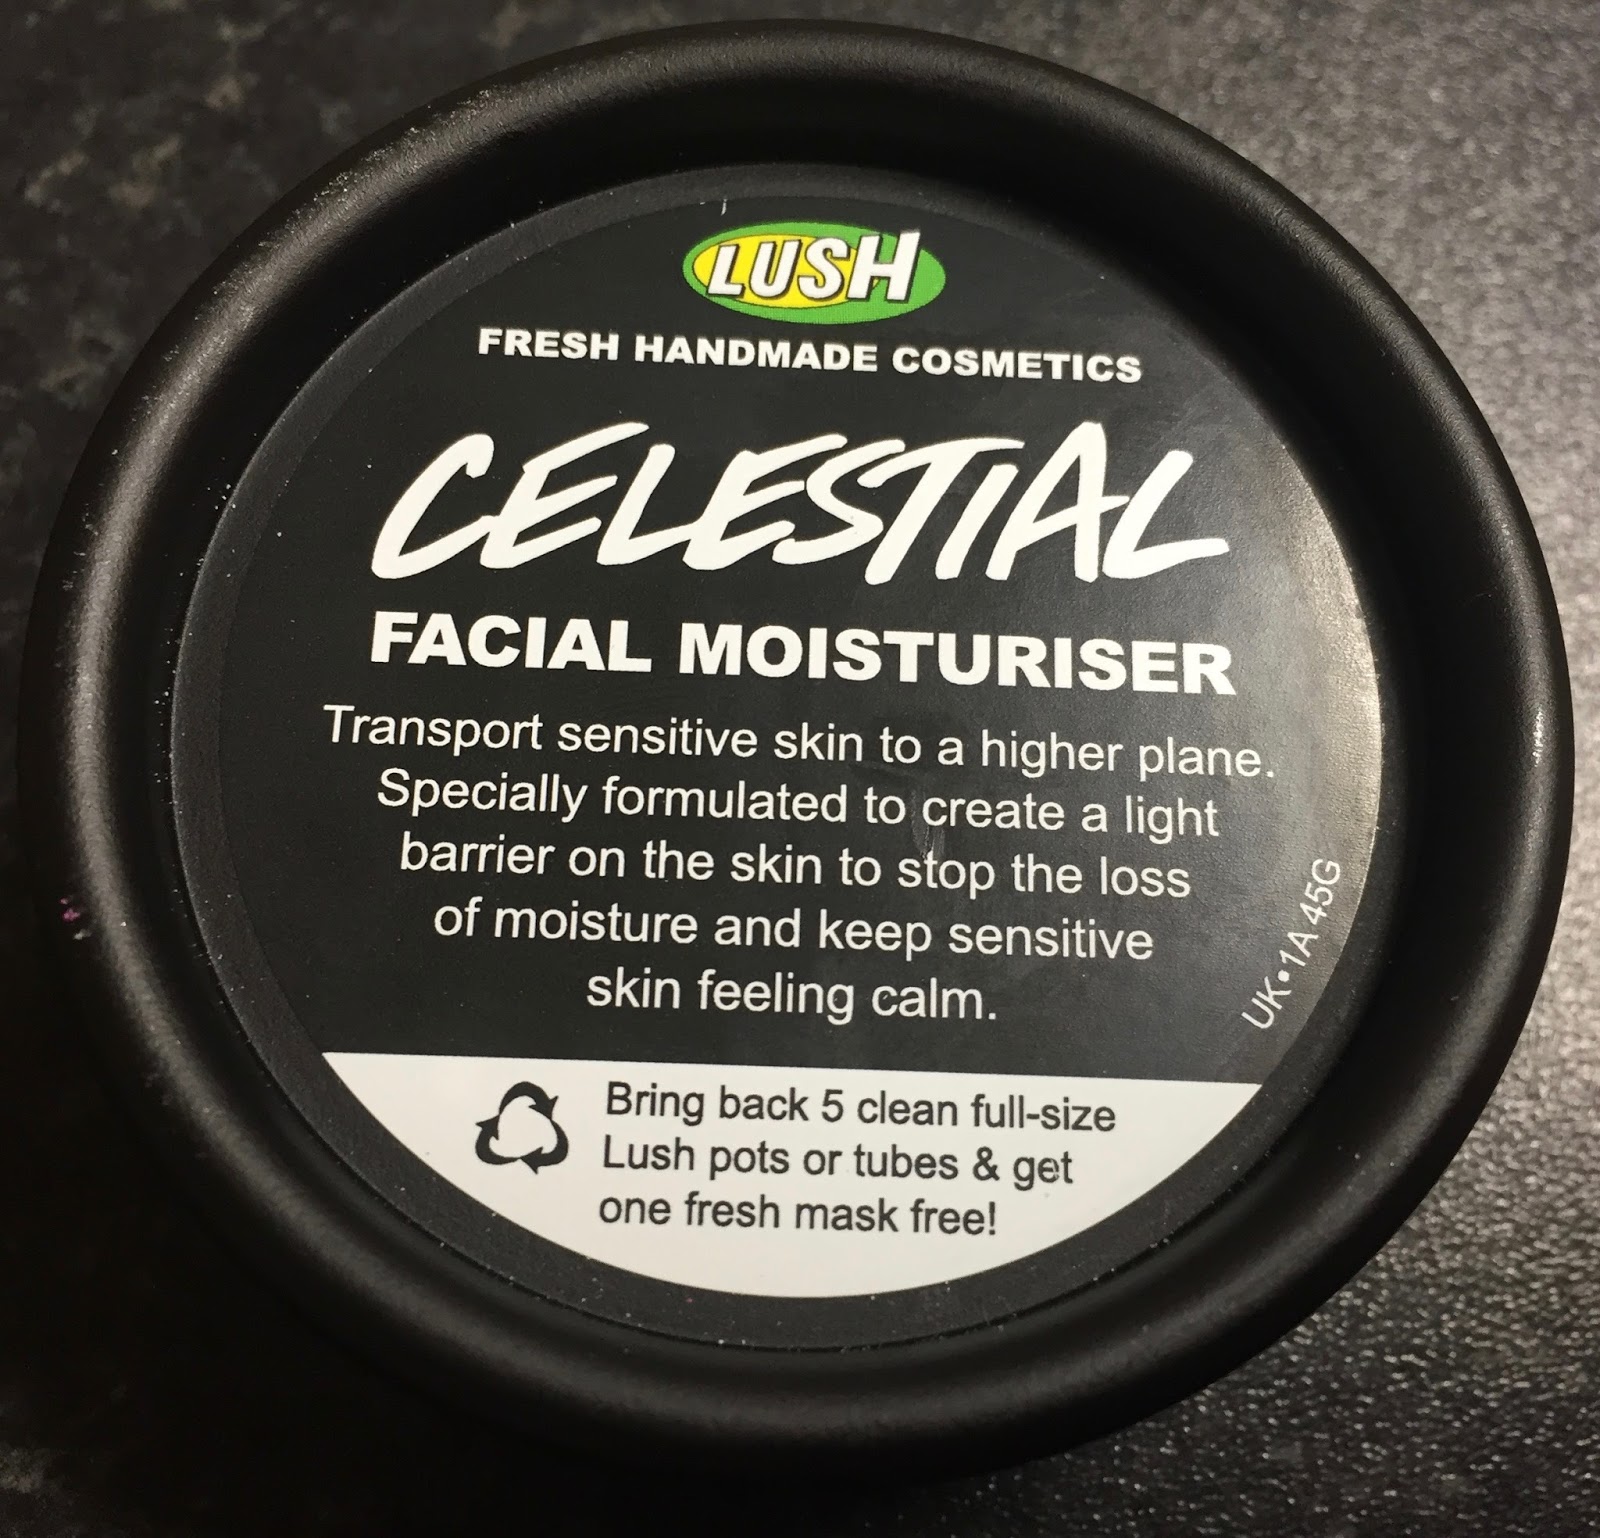 LUSH
FRESH HANDMADE COSMETICS
CELESTIAL
FACIAL MOISTURISER
Transport sensitive skin to a higher plane.
Specially formulated to create a light
barrier on the skin to stop the loss
of moisture and keep sensitive
skin feeling calm.
UK•1A 45G
Bring back 5 clean full-size
Lush pots or tubes & get
one fresh mask free!